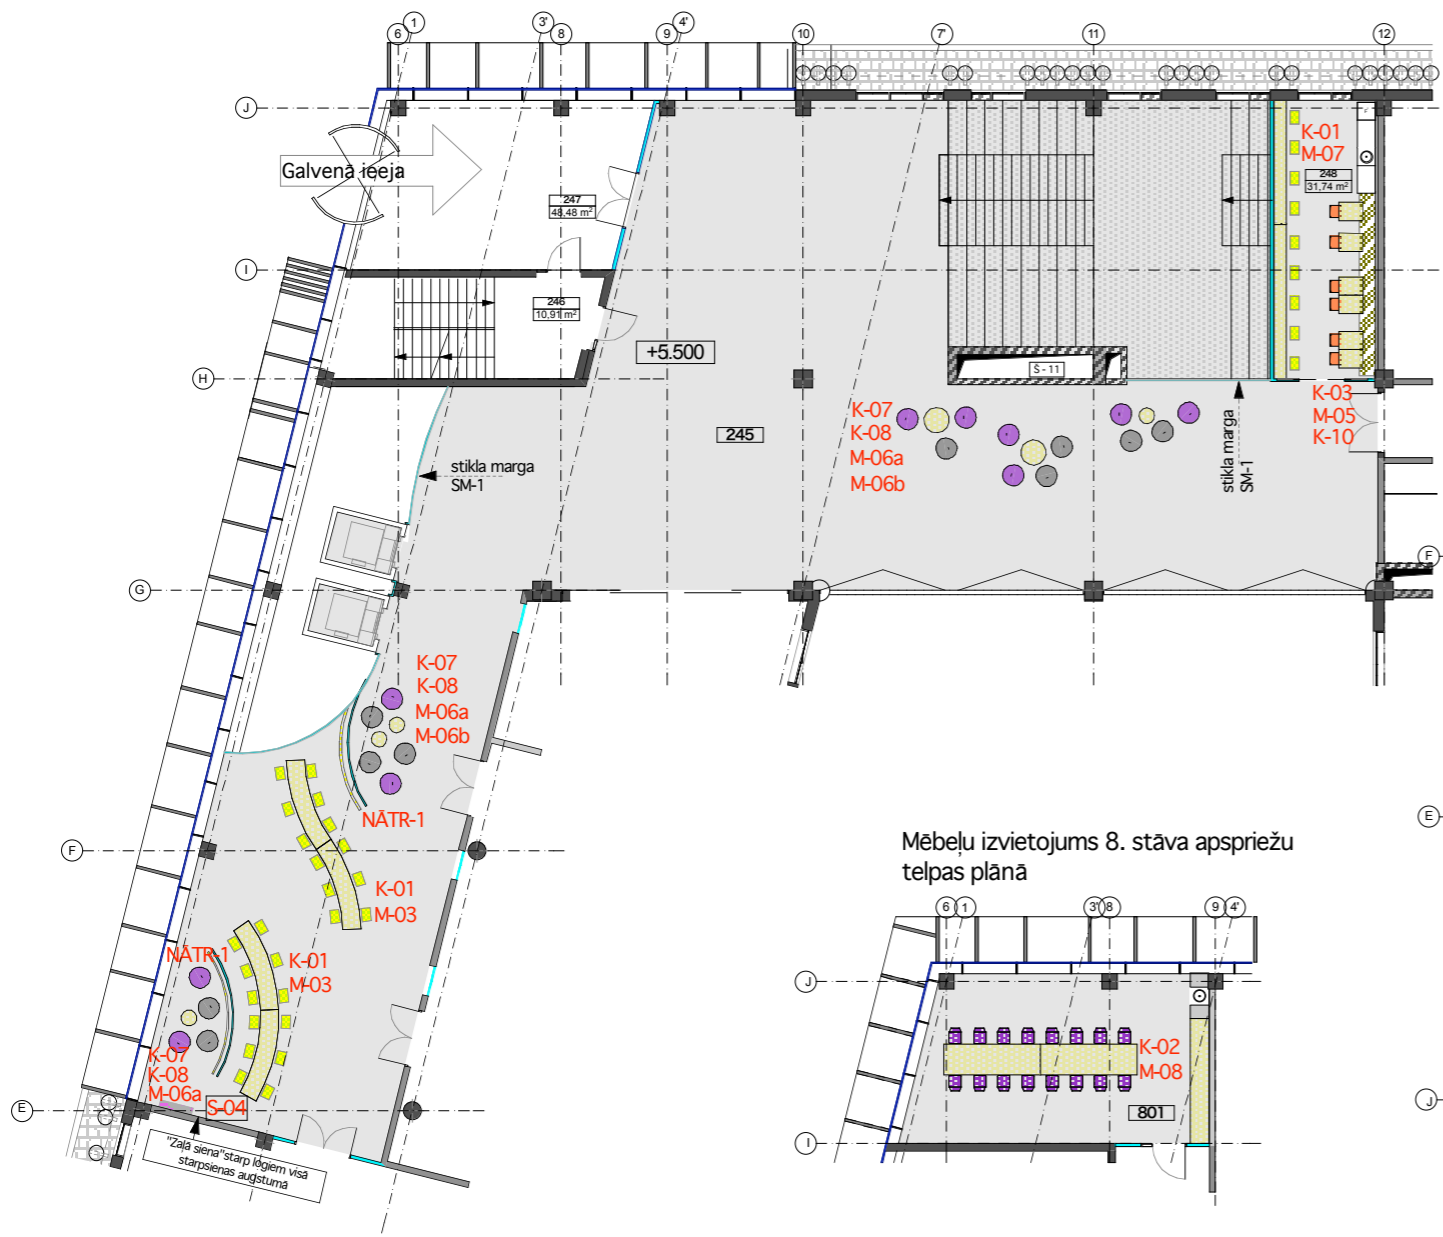 6
1
3'
8
9
4'
10
7'
11
12
J
Galvenā ieeja
247
48,48 m²
K-01
M-07
248
31,74 m²
I
246
10,91 m²
+5.500
H
S - 11
K-03
M-05
K-10
245
K-07
K-08
M-06a
M-06b
stikla marga
SM-1
stikla marga
SM-1
F
G
K-07
K-08
M-06a
M-06b
NĀTR-1
E
F
K-01
M-03
Mēbeļu izvietojums 8. stāva apspriežu
telpas plānā
6
1
3'
8
9
4'
NĀTR-1
K-01
M-03
J
K-02
M-08
K-07
K-08
M-06a
S-04
E
801
J
I
"Zaļā siena" starp logiem visā
starpsienas augstumā